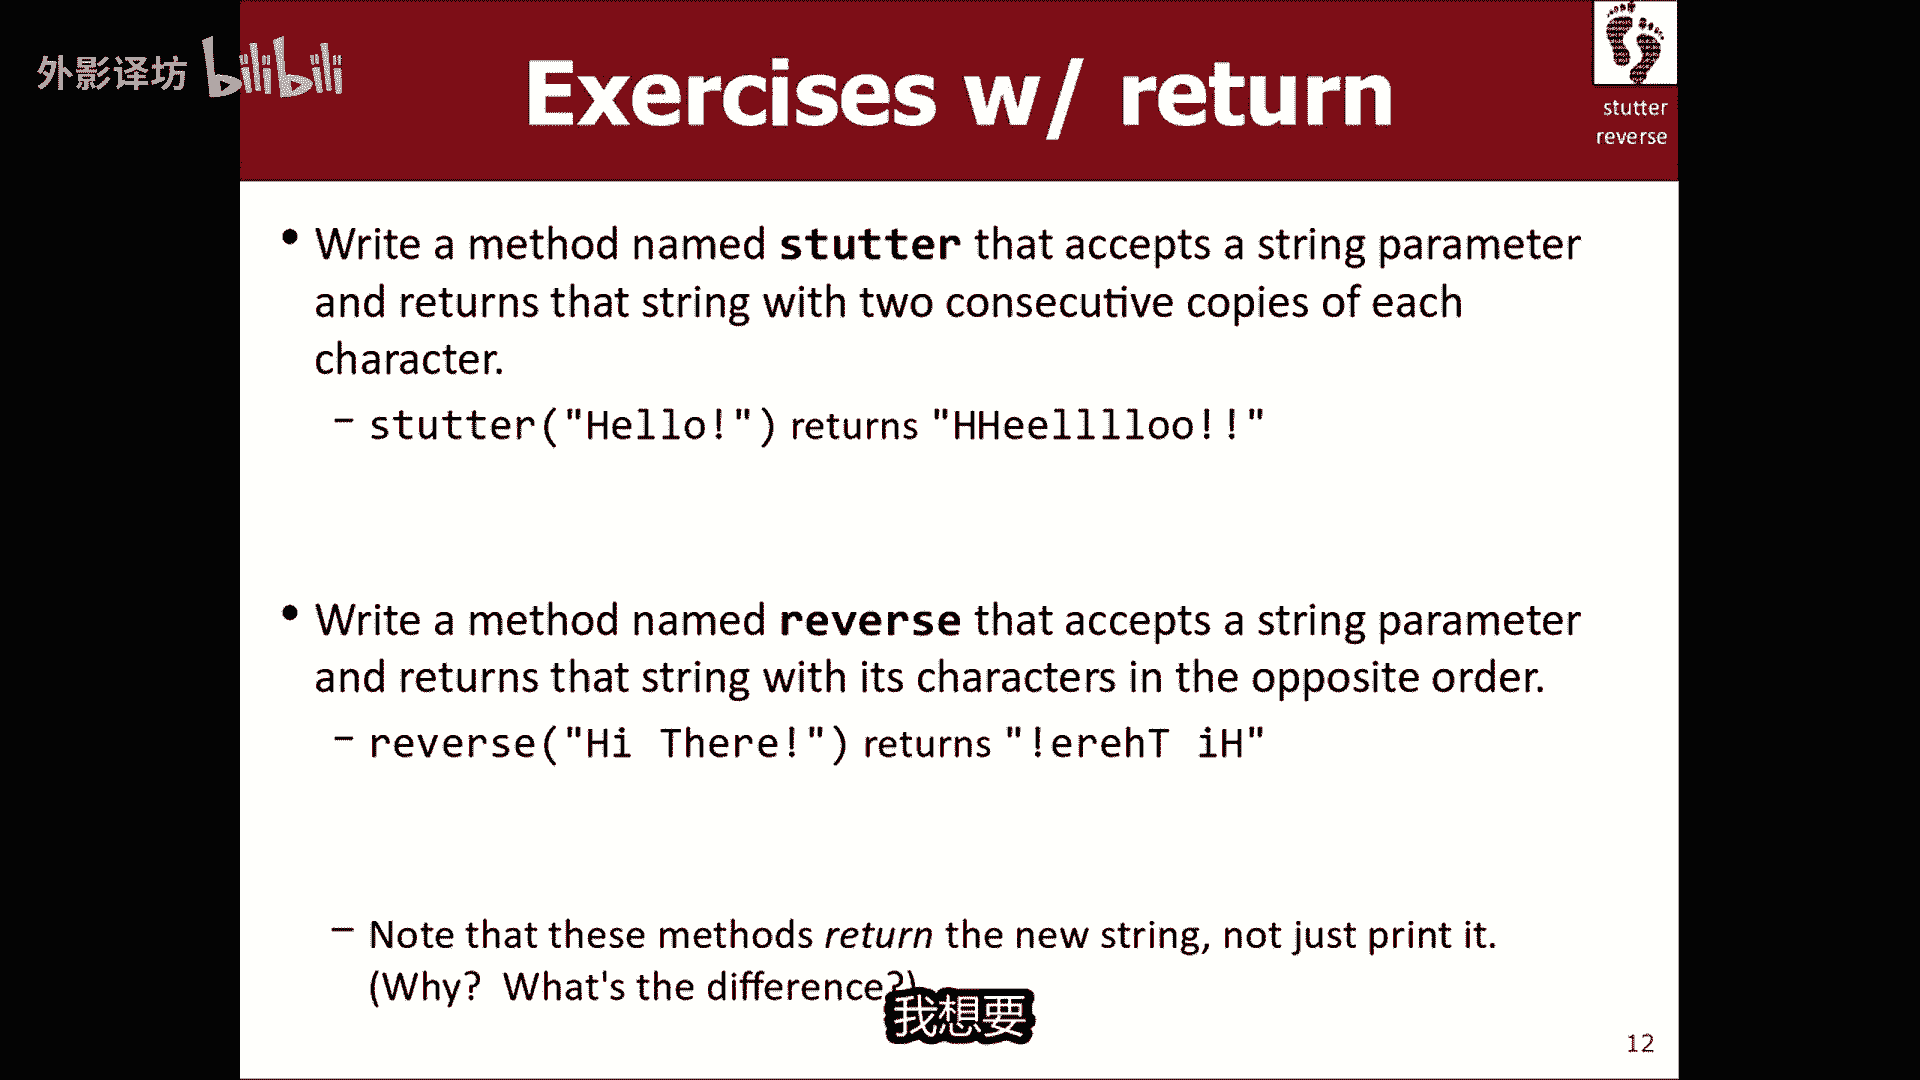 外影译坊 bilibili
Exercises w/ return
stutter
reverse
• Write a method named stutter that accepts a string parameter
and returns that string with two consecutive copies of each
character.
– stutter("Hello!") returns "HHeelllloo!!"
• Write a method named reverse that accepts a string parameter
and returns that string with its characters in the opposite order.
– reverse("Hi There!") returns "!erehT iH"
– Note that these methods return the new string, not just print it.
(Why? What's the difference?)
我想要
12